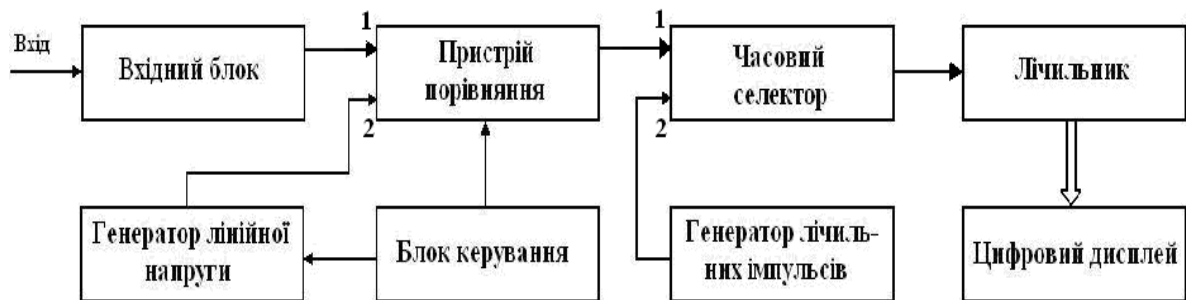 Вхід
Вхідний блок
1
2
Пристрій
порівняння
1
2
Часовий
селектор
Лічильник
Генератор лінійної
напруги
Блок керування
Генератор лічиль-
них імпульсів
Цифровий дисплей